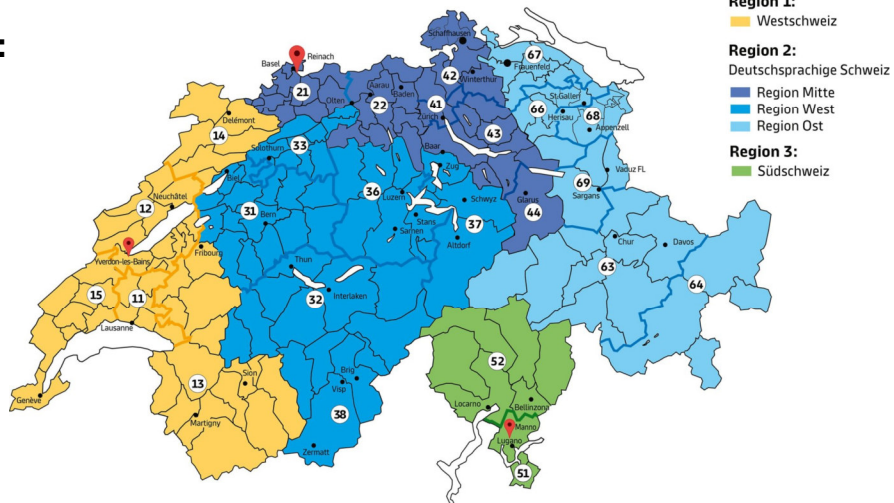 :
Region 1:
Westschweiz
Region 2:
Deutschsprachige Schweiz
Region Mitte
Region West
Region Ost
Region 3:
Südschweiz
Schaffhausen
67
Basel
Reinach
42
Frauenfeld
Winterthur
21
Aarau
Baden
22
Olten
41
Zürich
66
St. Gallen
Herisau
68
Appenzell
43
Delémont
14
33
Solothurn
Baar
Zug
Biel
Vaduz FL
69
Sargans
Neuchâtel
12
31
Bern
36
Luzern
Schwyz
Glarus
44
Stans
37
Sarnen
Altdorf
Yverdon-les-Bains
Fribourg
Thun
Chur
Davos
63
64
15
11
32
Interlaken
Lausanne
52
13
Sion
Brig
Visp
Genève
Martigny
38
Locarno
Bellinzona
Manno
Lugano
Zermatt
51